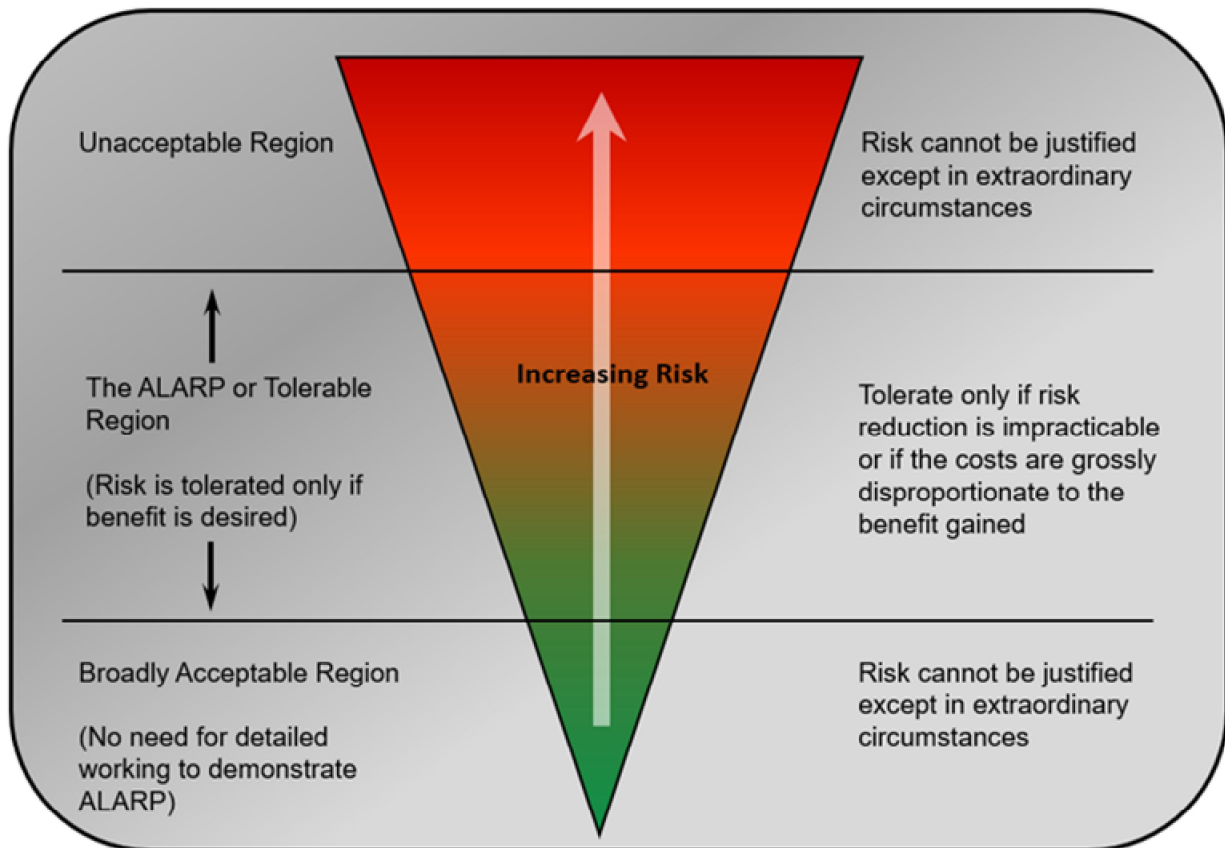 Unacceptable Region
Risk cannot be justified
except in extraordinary
circumstances
Increasing Risk
The ALARP or Tolerable
Region
(Risk is tolerated only if
benefit is desired)
Tolerate only if risk
reduction is impracticable
or if the costs are grossly
disproportionate to the
benefit gained
Broadly Acceptable Region
(No need for detailed
working to demonstrate
ALARP)
Risk cannot be justified
except in extraordinary
circumstances